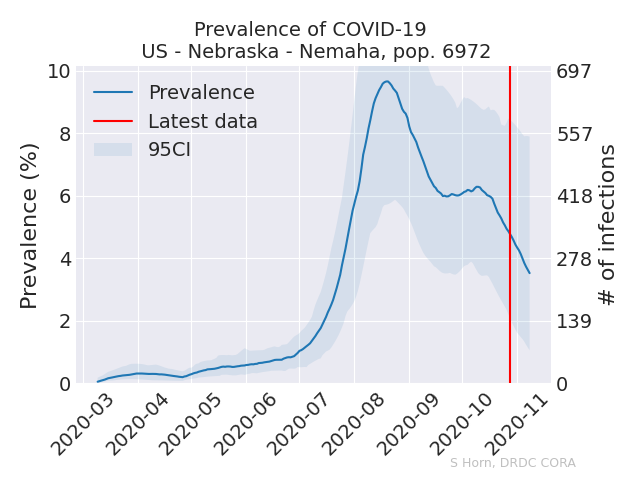 Prevalence of COVID-19
US - Nebraska - Nemaha, pop. 6972
Prevalence (%)
10
8
6
4
2
0
Prevalence
Latest data
95CI
697
557
418
278
139
0
# of infections
2020-03
2020-04
2020-05
2020-06
2020-07
2020-08
2020-09
2020-10
2020-11
S Horn, DRDC CORA